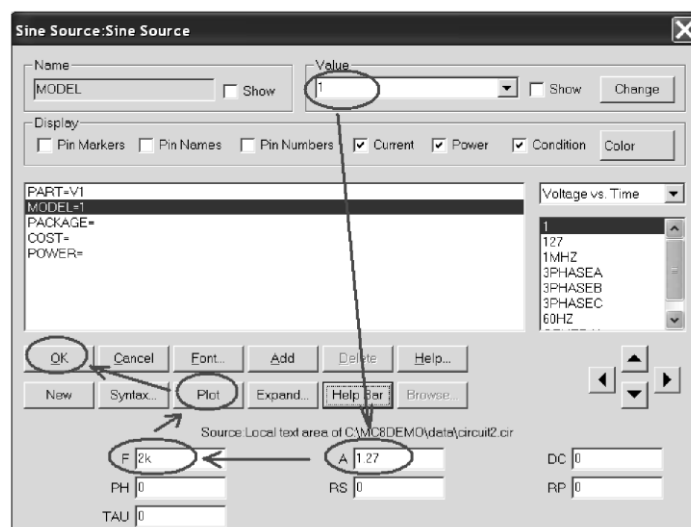 Sine Source:Sine Source
Name
MODEL
Show
Value
1
Show
Change
Display
Pin Markers
Pin Names
Pin Numbers
Current
Power
Condition
Color
PART=V1
MODEL=1
PACKAGE=
COST=
POWER=
Voltage vs. Time
1
127
1MHZ
3PHASEA
3PHASEB
3PHASEC
60HZ
OK
Cancel
Font...
Add
Delete
Help...
New
Syntax...
Plot
Expand...
Help Bar
Browse...
Source:Local text area of C:\MC8DEMO\data\circuit2.cir
F 2k
A 1.27
DC 0
PH 0
RS 0
RP 0
TAU 0